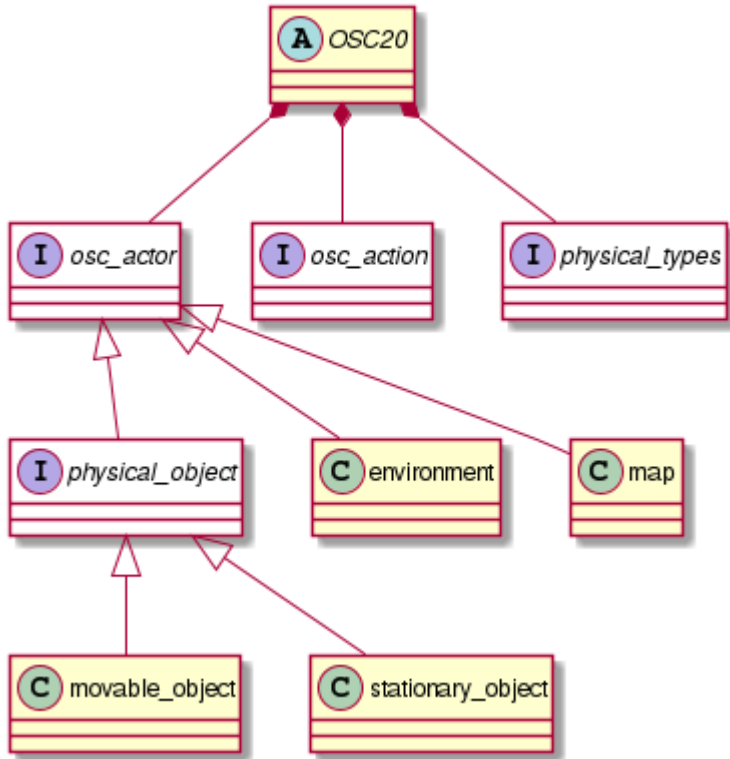 A OSC20
I osc_actor
I osc_action
I physical_types
I physical_object
C environment
C map
C movable_object
C stationary_object